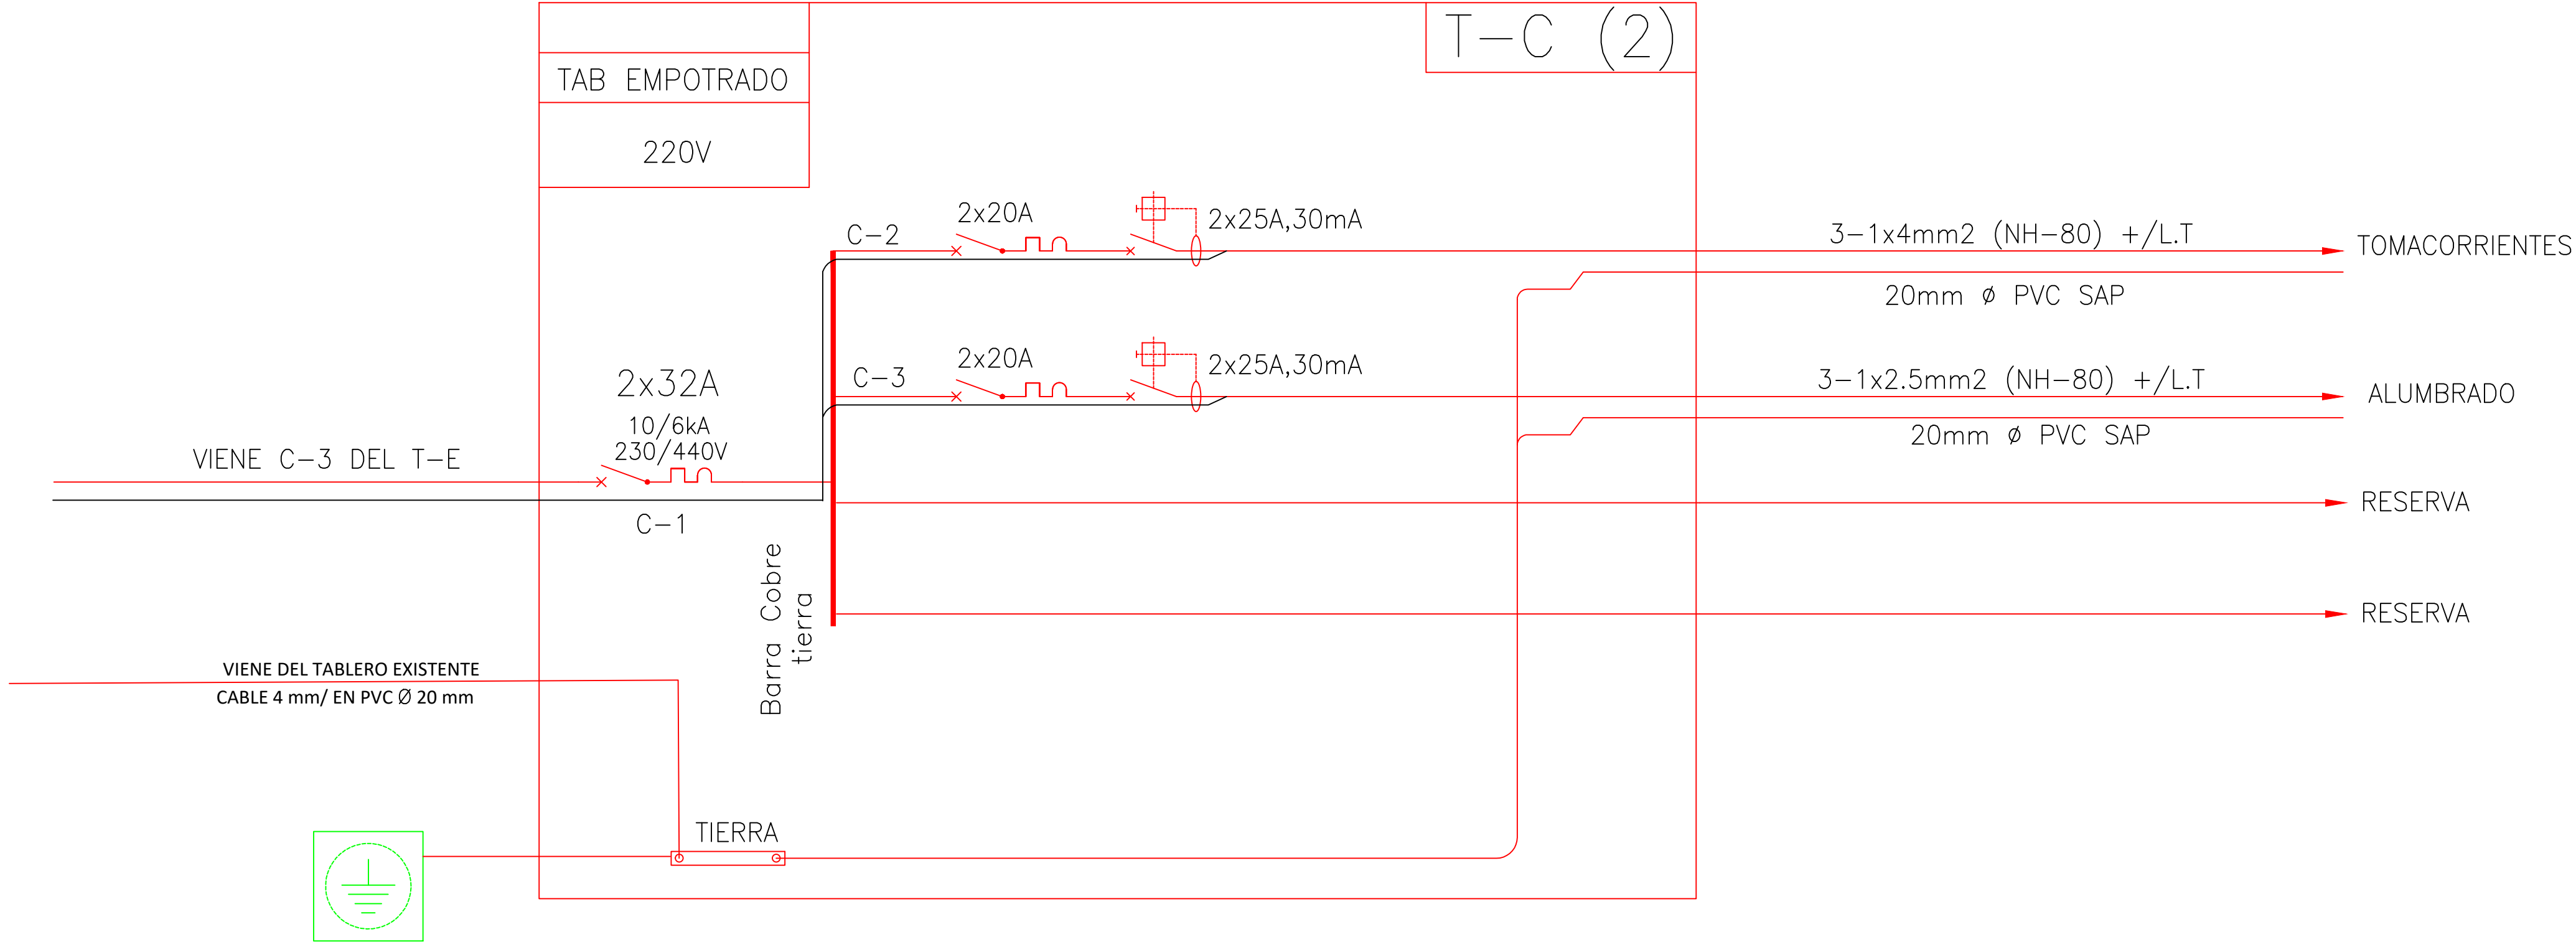 T-C (2)
TAB EMPOTRADO
220V
C-2
2x20A
2x25A,30mA
3-1x4mm2 (NH-80) +/L.T
TOMACORRIENTES
20mm ø PVC SAP
C-3
2x20A
2x25A,30mA
3-1x2.5mm2 (NH-80) +/L.T
ALUMBRADO
20mm ø PVC SAP
2x32A
10/6kA
230/440V
VIENE C-3 DEL T-E
C-1
RESERVA
RESERVA
Barra Cobre
tierra
VIENE DEL TABLERO EXISTENTE
CABLE 4 mm/ EN PVC Ø 20 mm
TIERRA